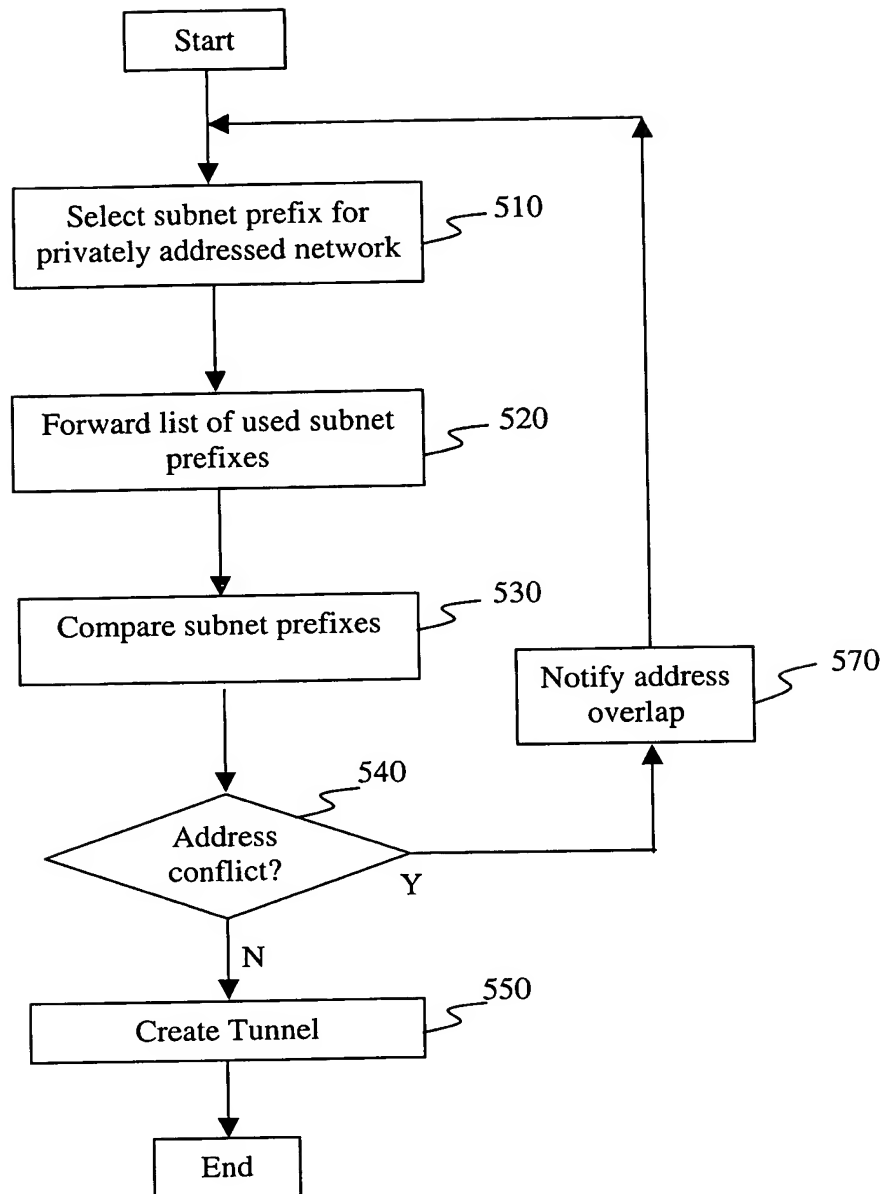 Start
Select subnet prefix for
privately addressed network
510
Forward list of used subnet
prefixes
520
Compare subnet prefixes
530
Notify address
overlap
570
540
Address
conflict?
Y
N
Create Tunnel
550
End